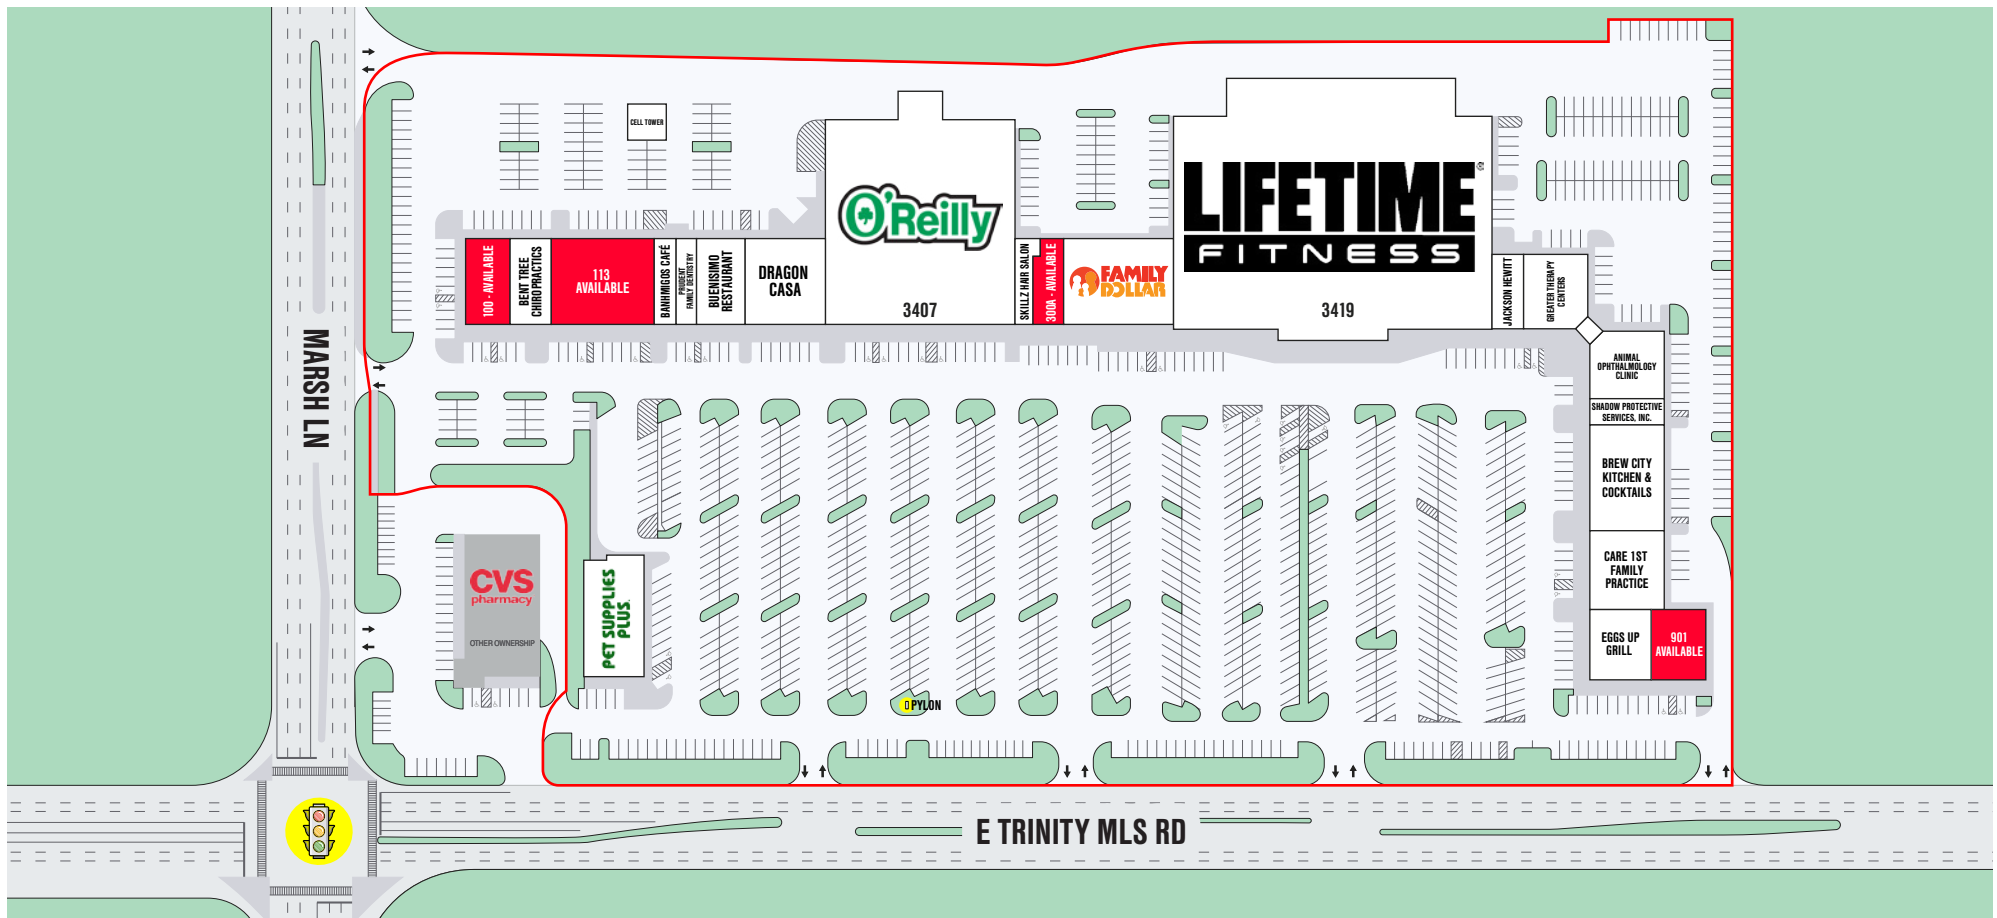 CELL TOWER
O'Reilly
3407
LIFETIME
FITNESS
®
3419
100 - AVAILABLE
BENT TREE
CHIROPRACTICS
113
AVAILABLE
BANHMIGOS CAFÉ
PRUDENT
FAMILY DENTISTRY
BUENISIMO
RESTAURANT
DRAGON
CASA
SKILLZ HAIR SALON
300A - AVAILABLE
FAMILY
DOLLAR
JACKSON HEWITT
GREATER THERAPY
CENTERS
ANIMAL
OPHTHALMOLOGY
CLINIC
SHADOW PROTECTIVE
SERVICES, INC.
BREW CITY
KITCHEN &
COCKTAILS
CARE 1ST
FAMILY
PRACTICE
EGGS UP
GRILL
901
AVAILABLE
MARSH LN
CVS
pharmacy
OTHER OWNERSHIP
PET SUPPLIES
PLUS.
PYLON
E TRINITY MLS RD